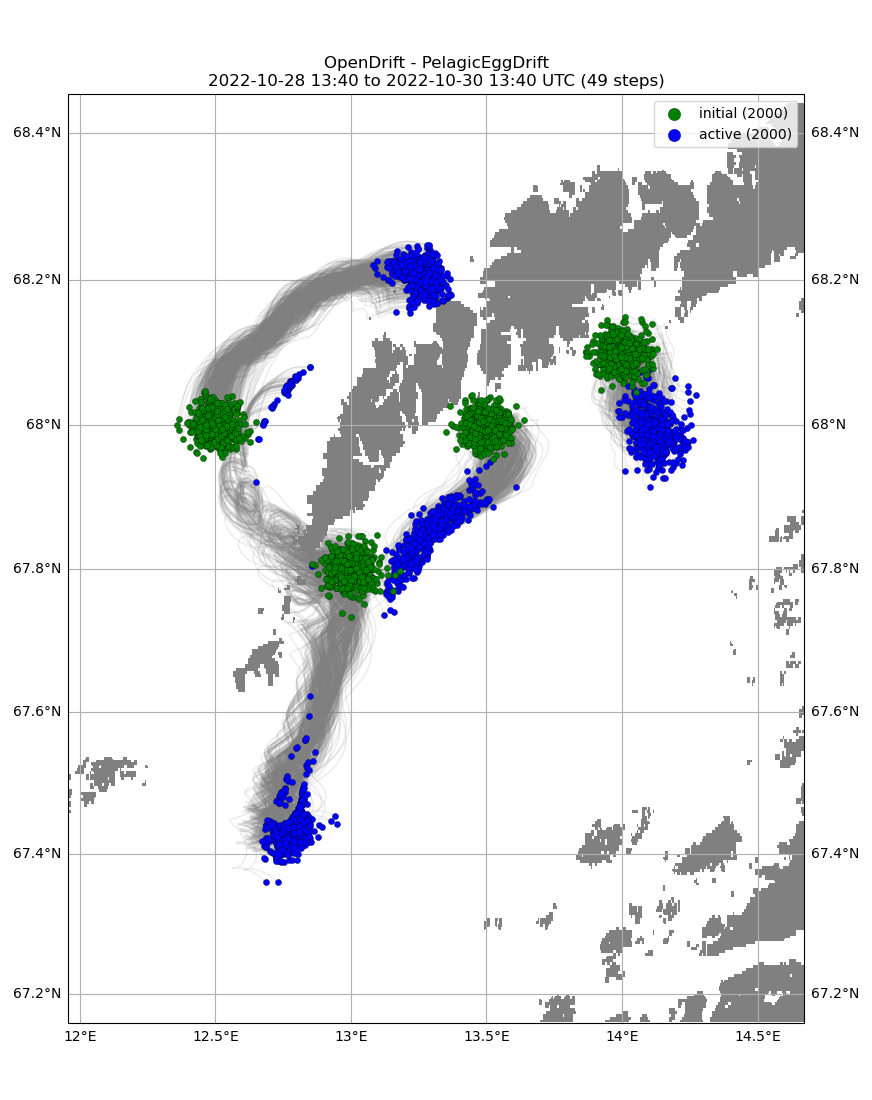 OpenDrift - PelagicEggDrift
2022-10-28 13:40 to 2022-10-30 13:40 UTC (49 steps)
initial (2000)
active (2000)
68.4°N
68.4°N
68.2°N
68.2°N
68°N
68°N
67.8°N
67.8°N
67.6°N
67.6°N
67.4°N
67.4°N
67.2°N
67.2°N
12°E
12.5°E
13°E
13.5°E
14°E
14.5°E